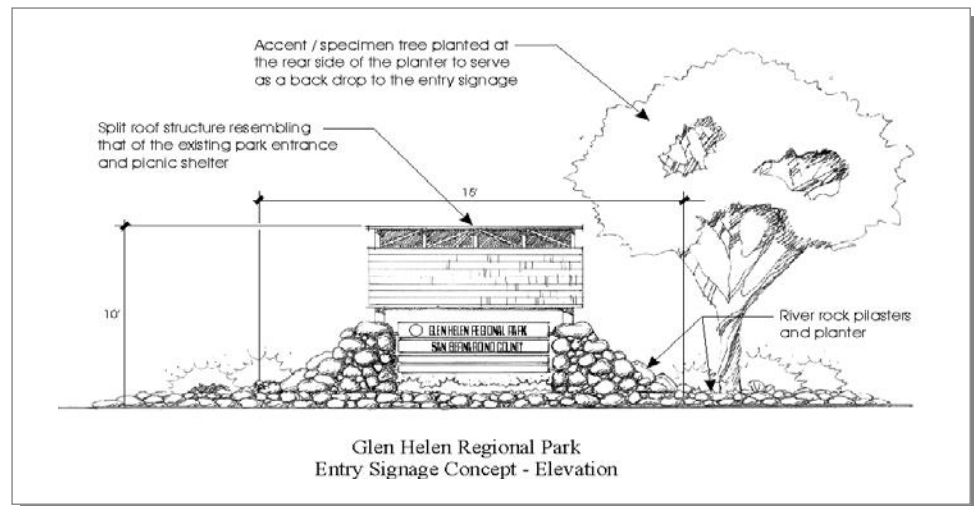 Accent / specimen tree planted at
the rear side of the planter to serve
as a back drop to the entry signage
Split roof structure resembling
that of the existing park entrance
and picnic shelter
15'
10'
GLEN HELEN REGIONAL PARK
SAN BERNARDINO COUNTY
River rock pilasters
and planter
Glen Helen Regional Park
Entry Signage Concept - Elevation